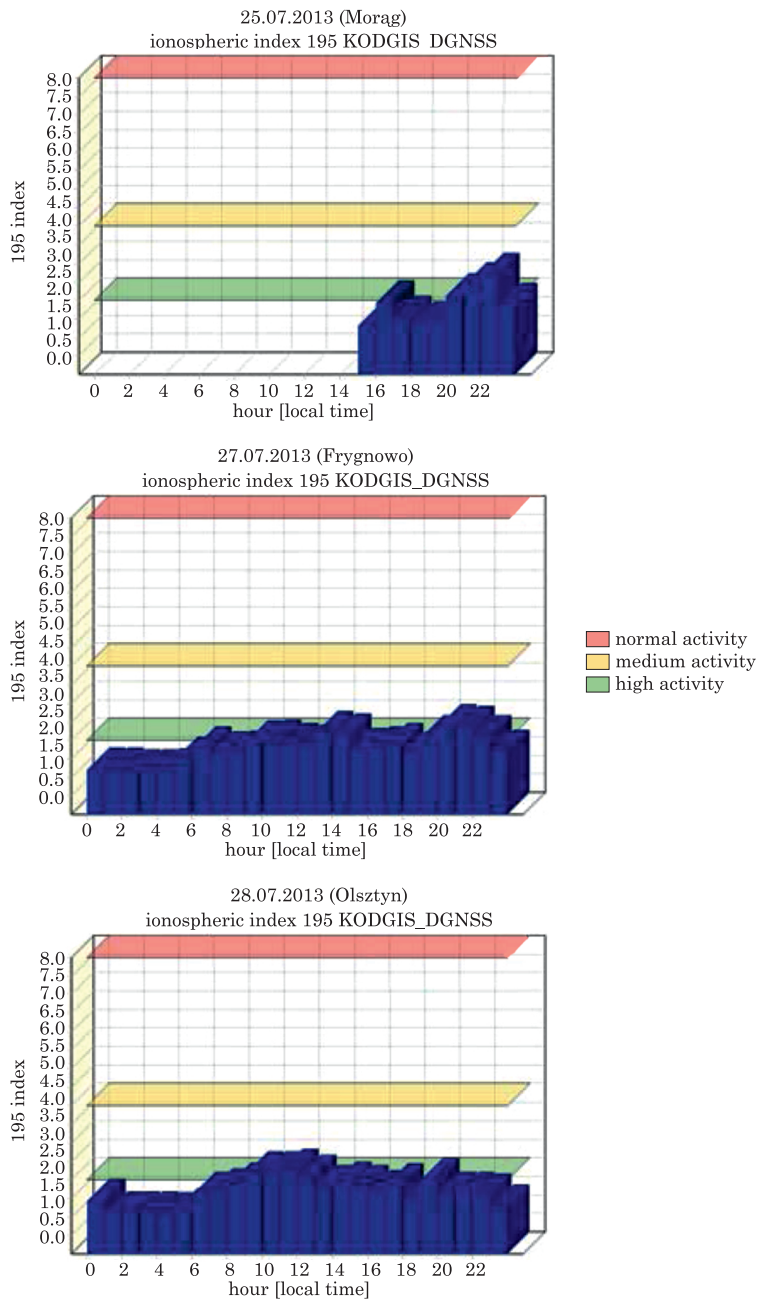 25.07.2013 (Morąg)
ionospheric index 195 KODGIS_DGNSS
8.0
7.5
7.0
6.5
6.0
5.5
5.0
4.5
4.0
3.5
3.0
2.5
2.0
1.5
1.0
0.5
0.0
195 index
0 2 4 6 8 10 12 14 16 18 20 22
hour [local time]
27.07.2013 (Frygnowo)
ionospheric index 195 KODGIS_DGNSS
8.0
7.5
7.0
6.5
6.0
5.5
5.0
4.5
4.0
3.5
3.0
2.5
2.0
1.5
1.0
0.5
0.0
195 index
0 2 4 6 8 10 12 14 16 18 20 22
hour [local time]
normal activity
medium activity
high activity
28.07.2013 (Olsztyn)
ionospheric index 195 KODGIS_DGNSS
8.0
7.5
7.0
6.5
6.0
5.5
5.0
4.5
4.0
3.5
3.0
2.5
2.0
1.5
1.0
0.5
0.0
195 index
0 2 4 6 8 10 12 14 16 18 20 22
hour [local time]